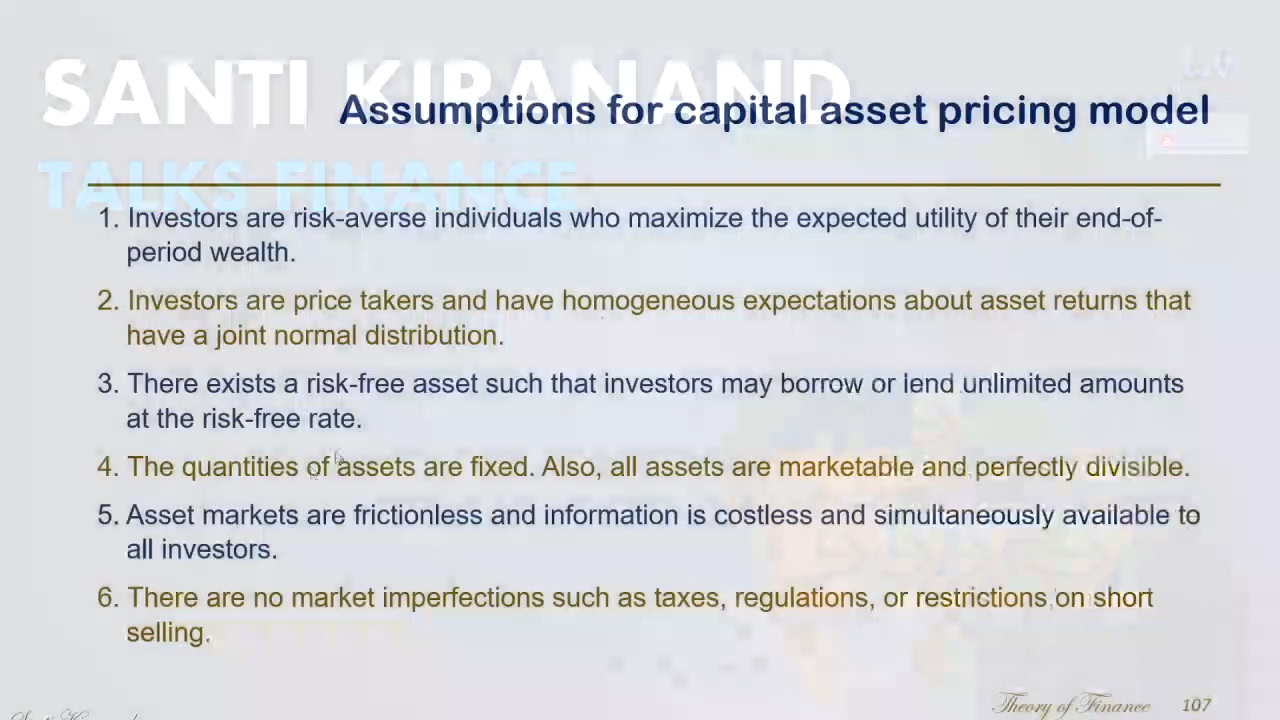 SANTI KIRANAND
Assumptions for capital asset pricing model
TALKS FINANCE
1. Investors are risk-averse individuals who maximize the expected utility of their end-of-
period wealth.
2. Investors are price takers and have homogeneous expectations about asset returns that
have a joint normal distribution.
3. There exists a risk-free asset such that investors may borrow or lend unlimited amounts
at the risk-free rate.
4. The quantities of assets are fixed. Also, all assets are marketable and perfectly divisible.
5. Asset markets are frictionless and information is costless and simultaneously available to
all investors.
6. There are no market imperfections such as taxes, regulations, or restrictions on short
selling.
Theory of Finance 107